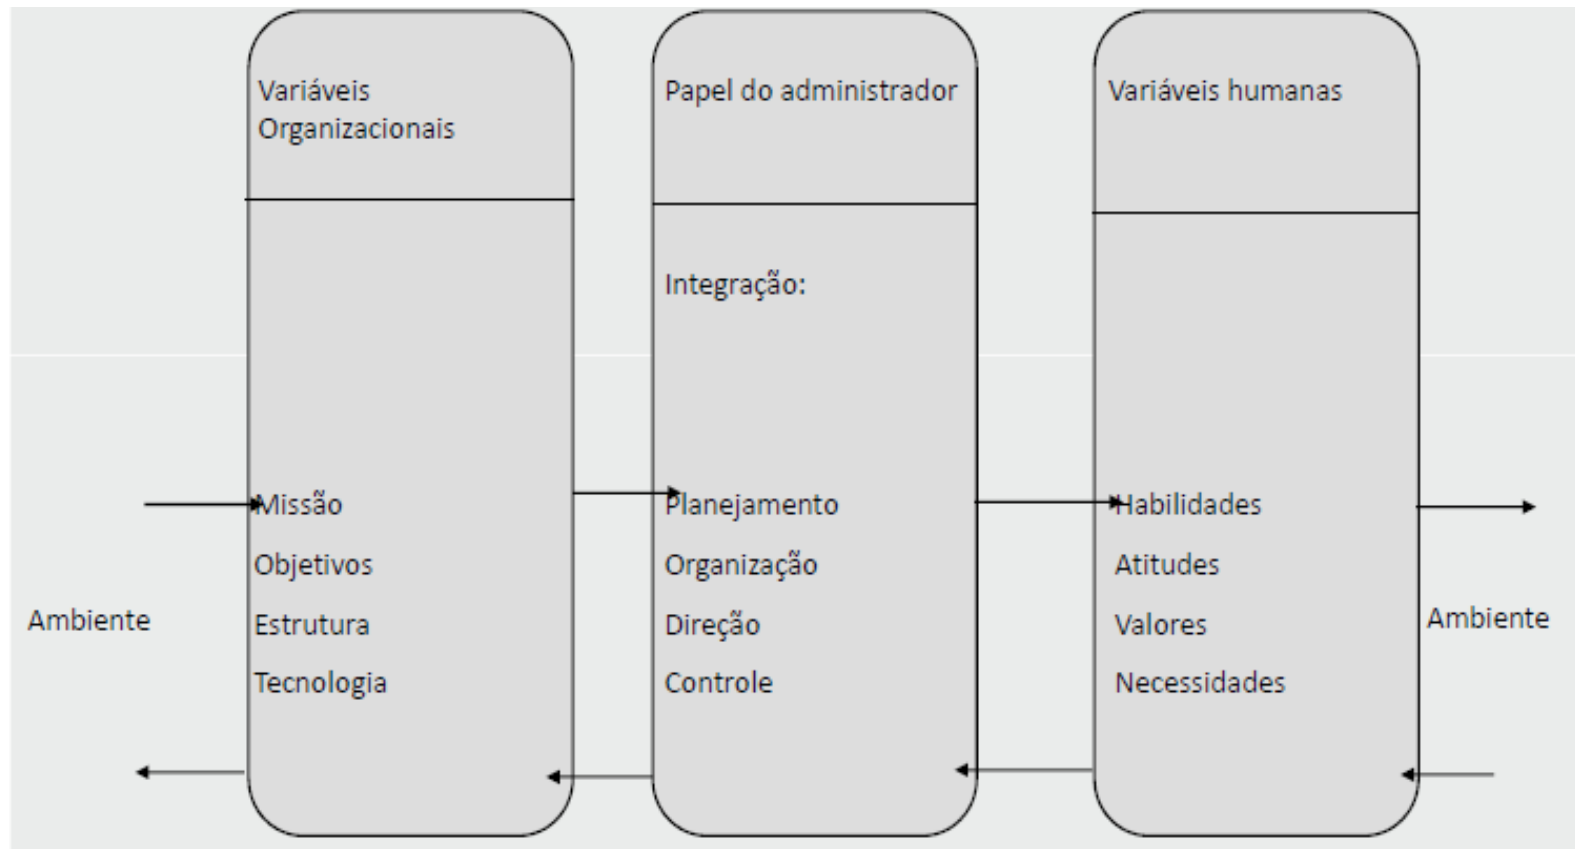 Variáveis
Organizacionais
Papel do administrador
Variáveis humanas
Integração:
Missão
Objetivos
Estrutura
Tecnologia
Planejamento
Organização
Direção
Controle
Habilidades
Atitudes
Valores
Necessidades
Ambiente
Ambiente